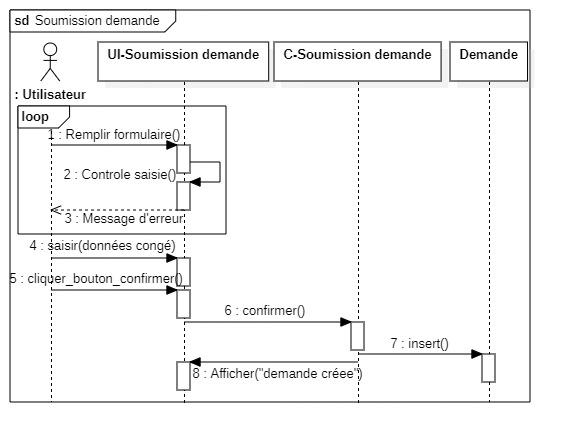 sd Soumission demande
UI-Soumission demande
C-Soumission demande
Demande
: Utilisateur
loop
1 : Remplir formulaire()
2 : Controle saisie()
3 : Message d'erreur
4 : saisir(données congé)
5 : cliquer_bouton_confirmer()
6 : confirmer()
7 : insert()
8 : Afficher("demande créee")